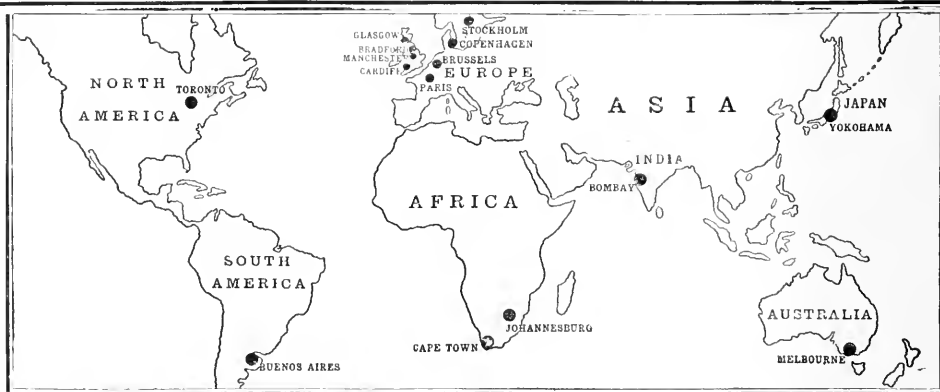 GLASGOW
STOCKHOLM
COPENHAGEN
BRADFORD
MANCHESTER
BRUSSELS
CARDIFF
EUROPE
PARIS
NORTH
AMERICA
TORONTO
ASIA
JAPAN
YOKOHAMA
INDIA
BOMBAY
AFRICA
SOUTH
AMERICA
AUSTRALIA
JOHANNESBURG
CAPE TOWN
MELBOURNE
BUENOS AIRES